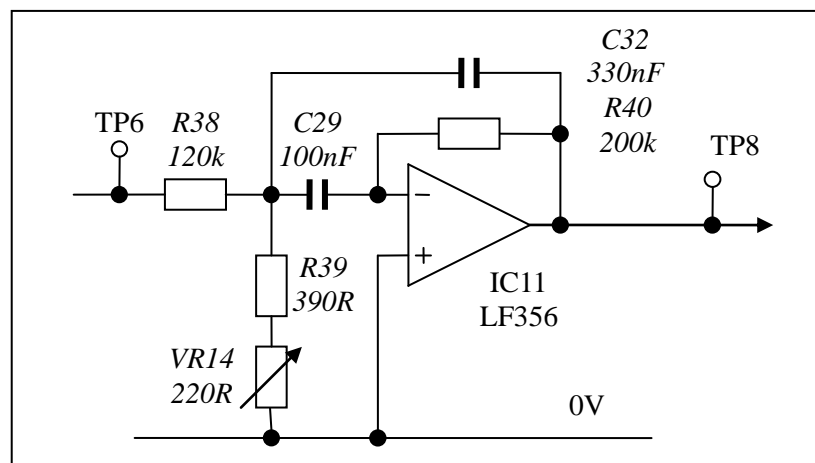 C32
330nF
R40
200k
TP6
R38
120k
C29
100nF
TP8
−
+
IC11
LF356
R39
390R
VR14
220R
0V